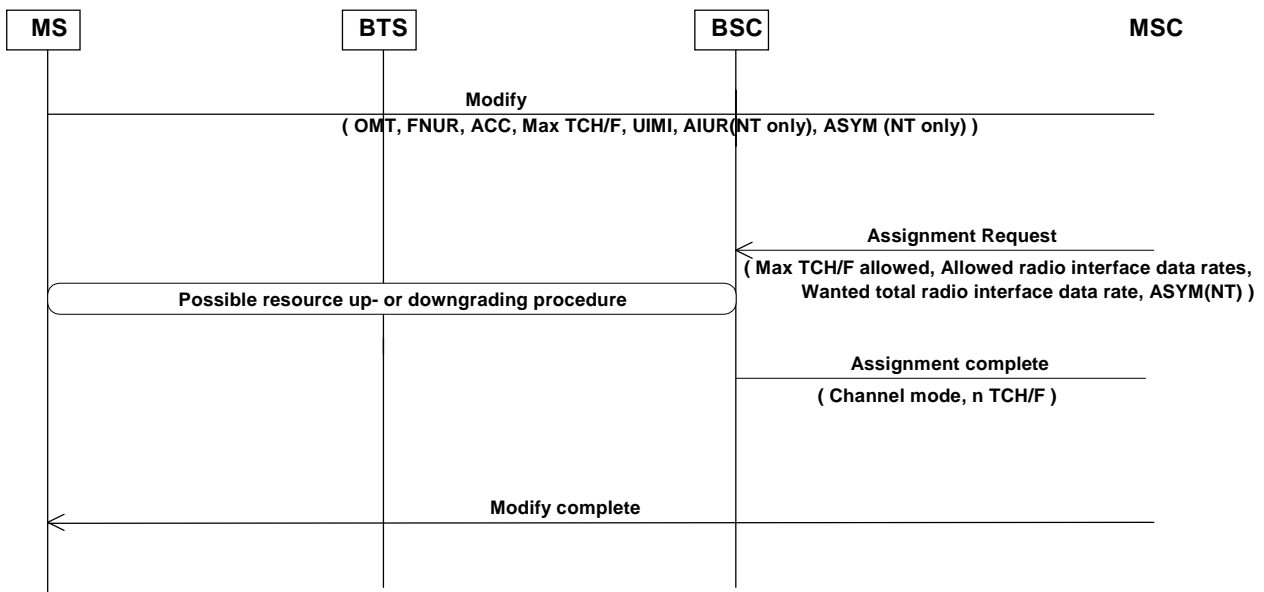 MS BTS BSC MSC
Modify
( OMT, FNUR, ACC, Max TCH/F, UIMI, AIUR(NT only), ASYM (NT only) )
Assignment Request
( Max TCH/F allowed, Allowed radio interface data rates,
Wanted total radio interface data rate, ASYM(NT) )
Possible resource up- or downgrading procedure
Assignment complete
( Channel mode, n TCH/F )
Modify complete